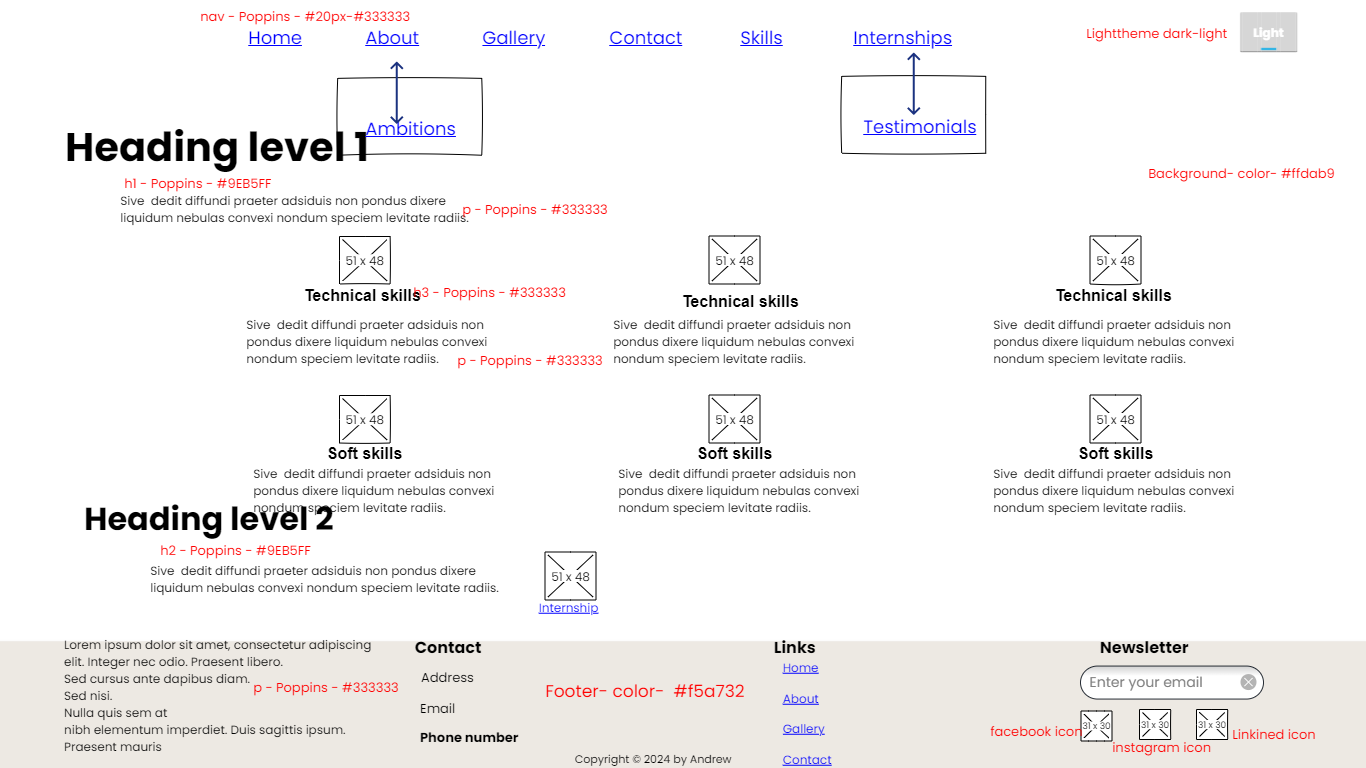 nav - Poppins - #20px-#333333
Home About Gallery Contact Skills Internships
Lighttheme dark-light
Light
Ambitions
Testimonials
Heading level 1
Background- color- #ffdab9
h1 - Poppins - #9EB5FF
Sive dedit diffundi praeter adsiduis non pondus dixere
liquidum nebulas convexi nondum speciem levitate radiis.
p - Poppins - #333333
51 x 48
51 x 48
51 x 48
Technical skills
h3 - Poppins - #333333
Technical skills
Technical skills
Sive dedit diffundi praeter adsiduis non
pondus dixere liquidum nebulas convexi
nondum speciem levitate radiis.
p - Poppins - #333333
Sive dedit diffundi praeter adsiduis non
pondus dixere liquidum nebulas convexi
nondum speciem levitate radiis.
Sive dedit diffundi praeter adsiduis non
pondus dixere liquidum nebulas convexi
nondum speciem levitate radiis.
51 x 48
51 x 48
51 x 48
Soft skills
Soft skills
Soft skills
Sive dedit diffundi praeter adsiduis non
pondus dixere liquidum nebulas convexi
nondum speciem levitate radiis.
Sive dedit diffundi praeter adsiduis non
pondus dixere liquidum nebulas convexi
nondum speciem levitate radiis.
Sive dedit diffundi praeter adsiduis non
pondus dixere liquidum nebulas convexi
nondum speciem levitate radiis.
Heading level 2
h2 - Poppins - #9EB5FF
Sive dedit diffundi praeter adsiduis non pondus dixere
liquidum nebulas convexi nondum speciem levitate radiis.
51 x 48
Internship
Lorem ipsum dolor sit amet, consectetur adipiscing
elit. Integer nec odio. Praesent libero.
Sed cursus ante dapibus diam.
Sed nisi.
Nulla quis sem at
nibh elementum imperdiet. Duis sagittis ipsum.
Praesent mauris
p - Poppins - #333333
Contact
Address
Email
Phone number
Footer- color- #f5a732
Copyright © 2024 by Andrew
Links
Home
About
Gallery
Contact
Newsletter
Enter your email
31 x 30
31 x 30
31 x 30
facebook icon
instagram icon
Linkined icon